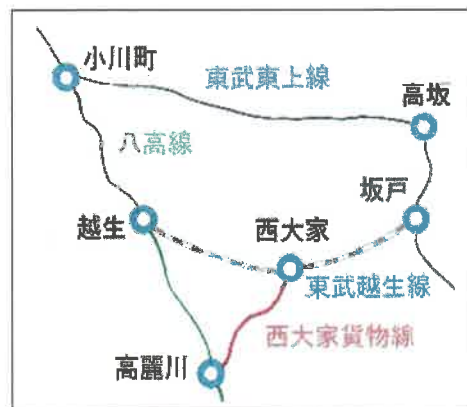 小川町
東武東上線
高坂
八高線
坂戸
越生
西大家
東武越生線
西大家貨物線
高麗川